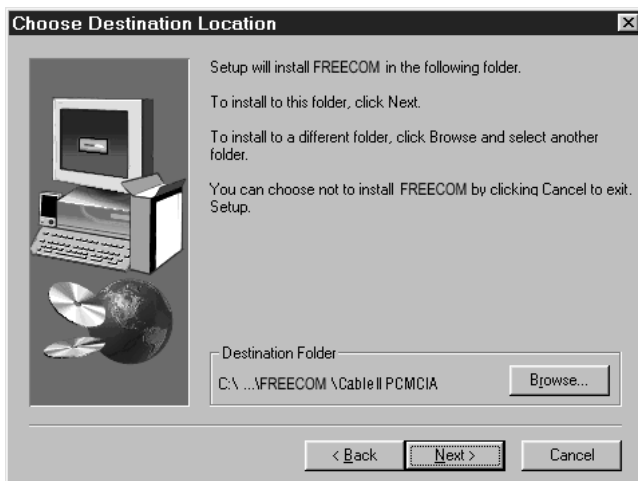 Choose Destination Location
Setup will install FREECOM in the following folder.
To install to this folder, click Next.
To install to a different folder, click Browse and select another
folder.
You can choose not to install FREECOM by clicking Cancel to exit.
Setup.
Destination Folder
C:\ ...\FREECOM \Cable II PCMCIA
Browse...
< Back
Next >
Cancel